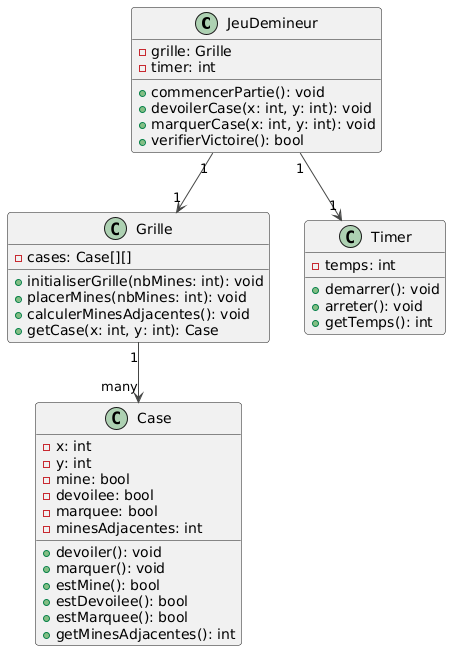 C JeuDemineur
grille: Grille
timer: int
commencerPartie(): void
devoilerCase(x: int, y: int): void
marquerCase(x: int, y: int): void
verifierVictoire(): bool
1 1
1 1
C Grille
cases: Case[][]
initialiserGrille(nbMines: int): void
placerMines(nbMines: int): void
calculerMinesAdjacentes(): void
getCase(x: int, y: int): Case
C Timer
temps: int
demarrer(): void
arreter(): void
getTemps(): int
1
many
C Case
x: int
y: int
mine: bool
devoilee: bool
marquee: bool
minesAdjacentes: int
devoiler(): void
marquer(): void
estMine(): bool
estDevoilee(): bool
estMarquee(): bool
getMinesAdjacentes(): int